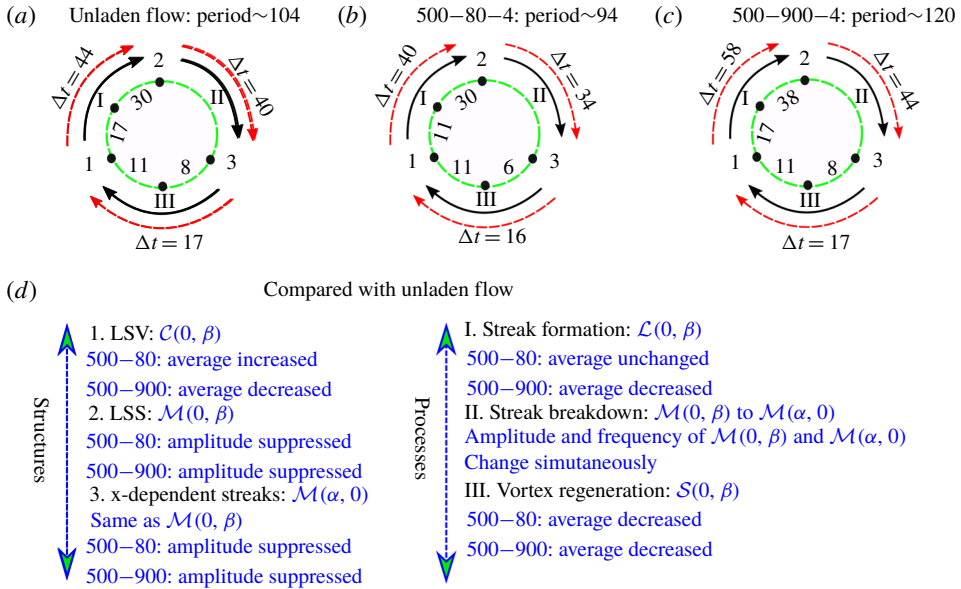 (a) Unladen flow: period~104
Δt = 44
2
Δt = 40
I
30
II
17
1
11
8
3
III
Δt = 17
(b) 500−80−4: period~94
Δt = 40
2
Δt = 34
I
30
II
11
1
11
6
3
III
Δt = 16
(c) 500−900−4: period~120
Δt = 58
2
Δt = 44
I
38
II
17
1
11
8
3
III
Δt = 17
(d) Compared with unladen flow
Structures
1. LSV: C(0, β)
500−80: average increased
500−900: average decreased
2. LSS: M(0, β)
500−80: amplitude suppressed
500−900: amplitude suppressed
3. x-dependent streaks: M(α, 0)
Same as M(0, β)
500−80: amplitude suppressed
500−900: amplitude suppressed
Processes
I. Streak formation: L(0, β)
500−80: average unchanged
500−900: average decreased
II. Streak breakdown: M(0, β) to M(α, 0)
Amplitude and frequency of M(0, β) and M(α, 0)
Change simutaneously
III. Vortex regeneration: S(0, β)
500−80: average decreased
500−900: average decreased